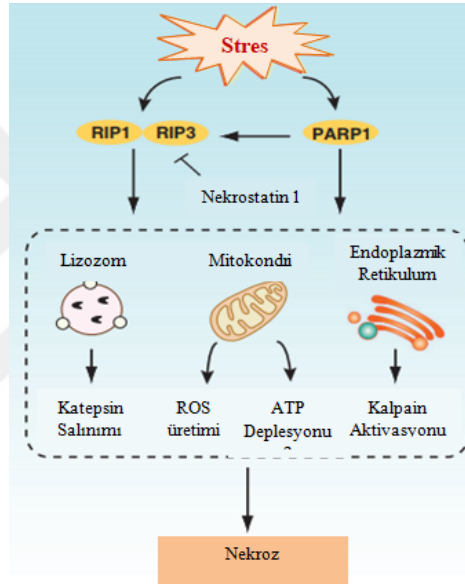 Stres
RIP1 RIP3
PARP1
Nekrostatin 1
Lizozom
Mitokondri
Endoplazmik
Retikulum
Katepsin
Salınımı
ROS
üretimi
ATP
Deplesyonu
Kalpain
Aktivasyonu
Nekroz